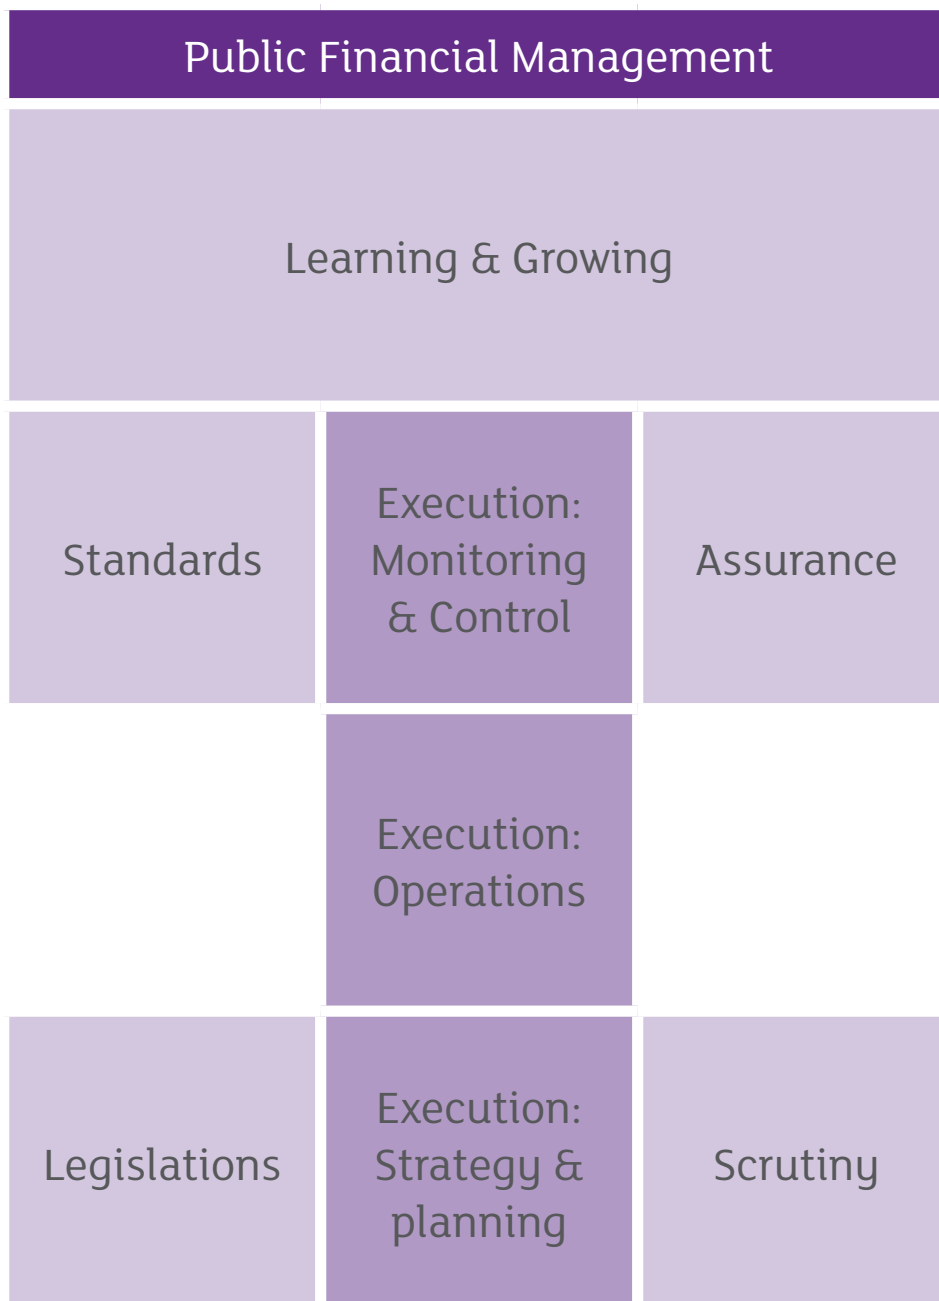 Public Financial Management
Learning & Growing
Standards
Execution:
Monitoring
& Control
Assurance
Execution:
Operations
Legislations
Execution:
Strategy &
planning
Scrutiny